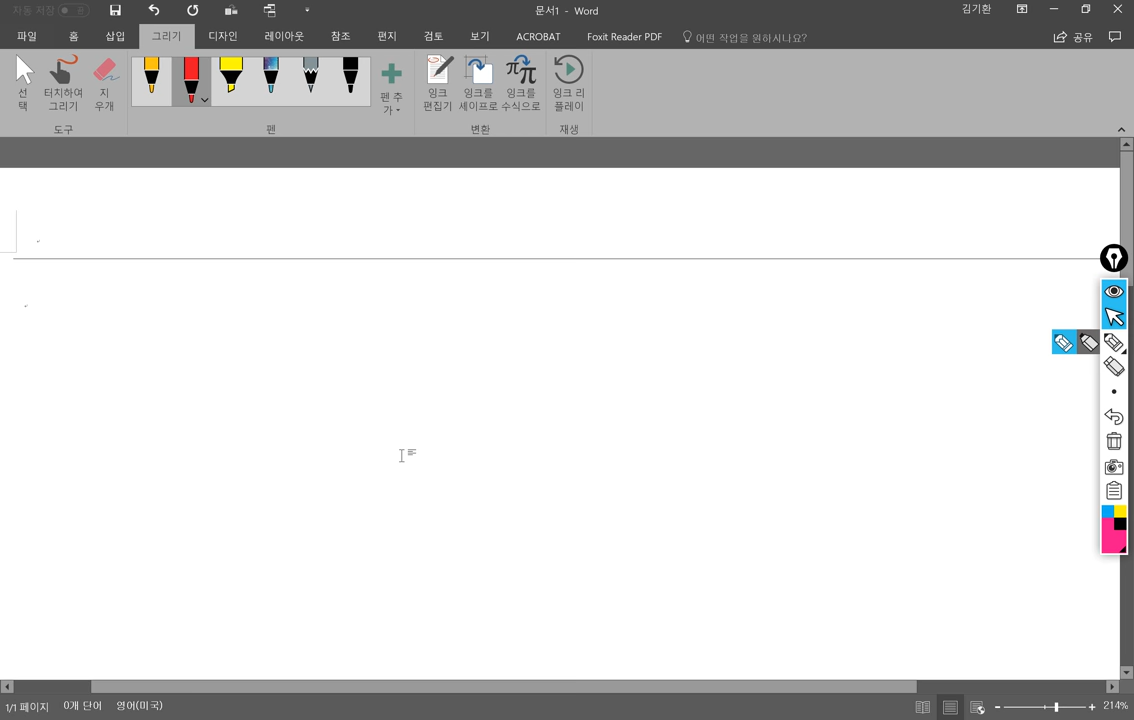 자동 저장 끔 문서1 - Word 김기환
파일 홈 삽입 그리기 디자인 레이아웃 참조 편지 검토 보기 ACROBAT Foxit Reader PDF 어떤 작업을 원하시나요? 공유
선택 터치하여 그리기 지우개 펜 추가 잉크 편집기 잉크를 셰이프로 잉크를 수식으로 잉크 리플레이
도구 펜 변환 재생
1/1 페이지 0개 단어 영어(미국) 214%